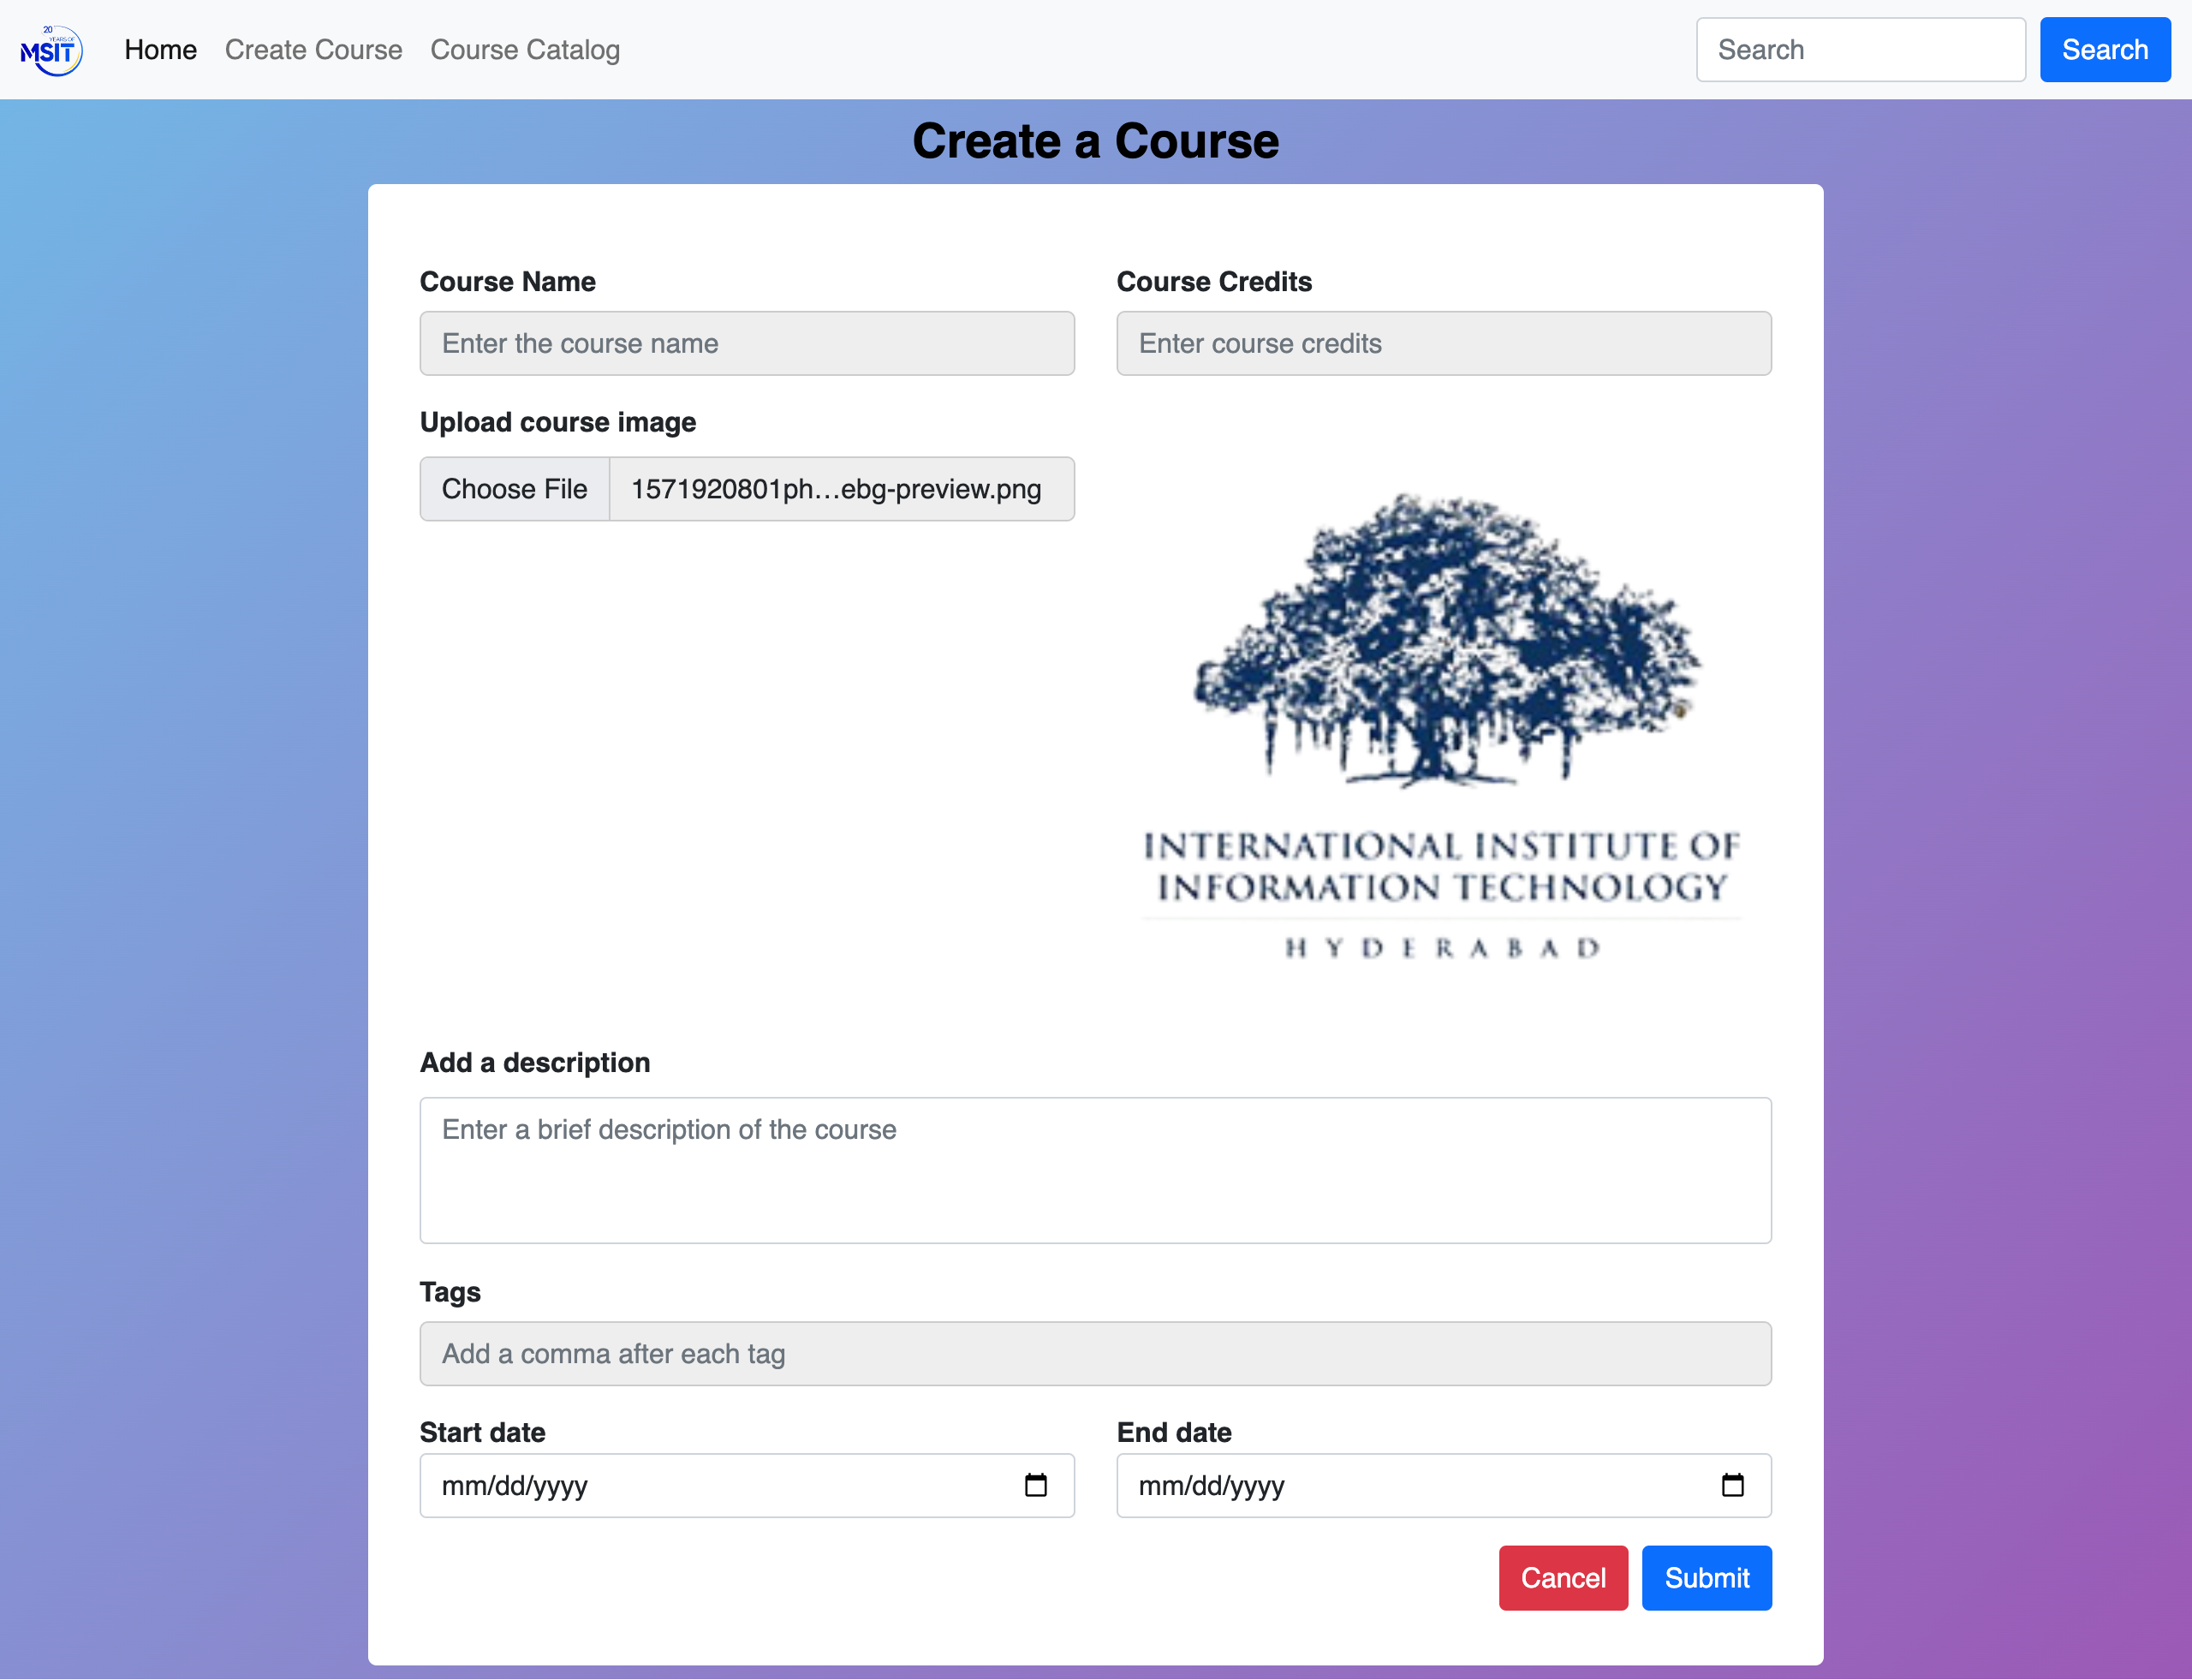 20
YEARS OF
MSIT
Home
Create Course
Course Catalog
Search
Search
Create a Course
Course Name
Course Credits
Enter the course name
Enter course credits
Upload course image
Choose File
1571920801ph…ebg-preview.png
INTERNATIONAL INSTITUTE OF
INFORMATION TECHNOLOGY
HYDERABAD
Add a description
Enter a brief description of the course
Tags
Add a comma after each tag
Start date
End date
mm/dd/yyyy
mm/dd/yyyy
Cancel
Submit